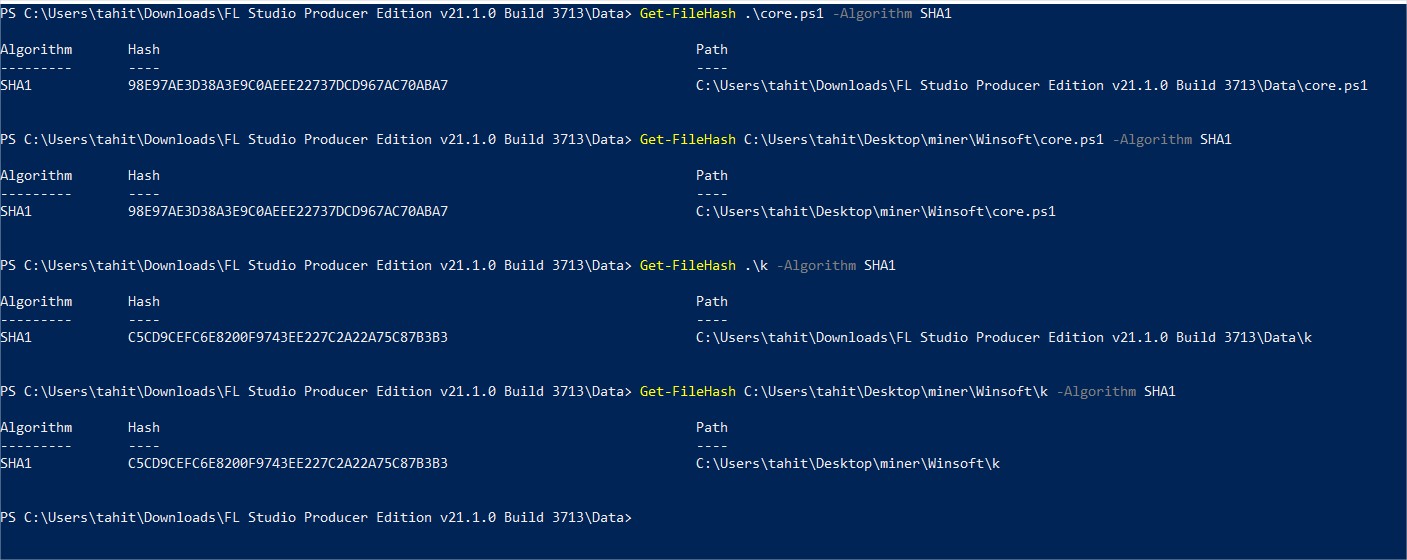 PS C:\Users\tahit\Downloads\FL Studio Producer Edition v21.1.0 Build 3713\Data> Get-FileHash .\core.ps1 -Algorithm SHA1
Algorithm Hash Path
--------- ---- ----
SHA1 98E97AE3D38A3E9C0AEEE22737DCD967AC70ABA7 C:\Users\tahit\Downloads\FL Studio Producer Edition v21.1.0 Build 3713\Data\core.ps1
PS C:\Users\tahit\Downloads\FL Studio Producer Edition v21.1.0 Build 3713\Data> Get-FileHash C:\Users\tahit\Desktop\miner\Winsoft\core.ps1 -Algorithm SHA1
Algorithm Hash Path
--------- ---- ----
SHA1 98E97AE3D38A3E9C0AEEE22737DCD967AC70ABA7 C:\Users\tahit\Desktop\miner\Winsoft\core.ps1
PS C:\Users\tahit\Downloads\FL Studio Producer Edition v21.1.0 Build 3713\Data> Get-FileHash .\k -Algorithm SHA1
Algorithm Hash Path
--------- ---- ----
SHA1 C5CD9CEFC6E8200F9743EE227C2A22A75C87B3B3 C:\Users\tahit\Downloads\FL Studio Producer Edition v21.1.0 Build 3713\Data\k
PS C:\Users\tahit\Downloads\FL Studio Producer Edition v21.1.0 Build 3713\Data> Get-FileHash C:\Users\tahit\Desktop\miner\Winsoft\k -Algorithm SHA1
Algorithm Hash Path
--------- ---- ----
SHA1 C5CD9CEFC6E8200F9743EE227C2A22A75C87B3B3 C:\Users\tahit\Desktop\miner\Winsoft\k
PS C:\Users\tahit\Downloads\FL Studio Producer Edition v21.1.0 Build 3713\Data>